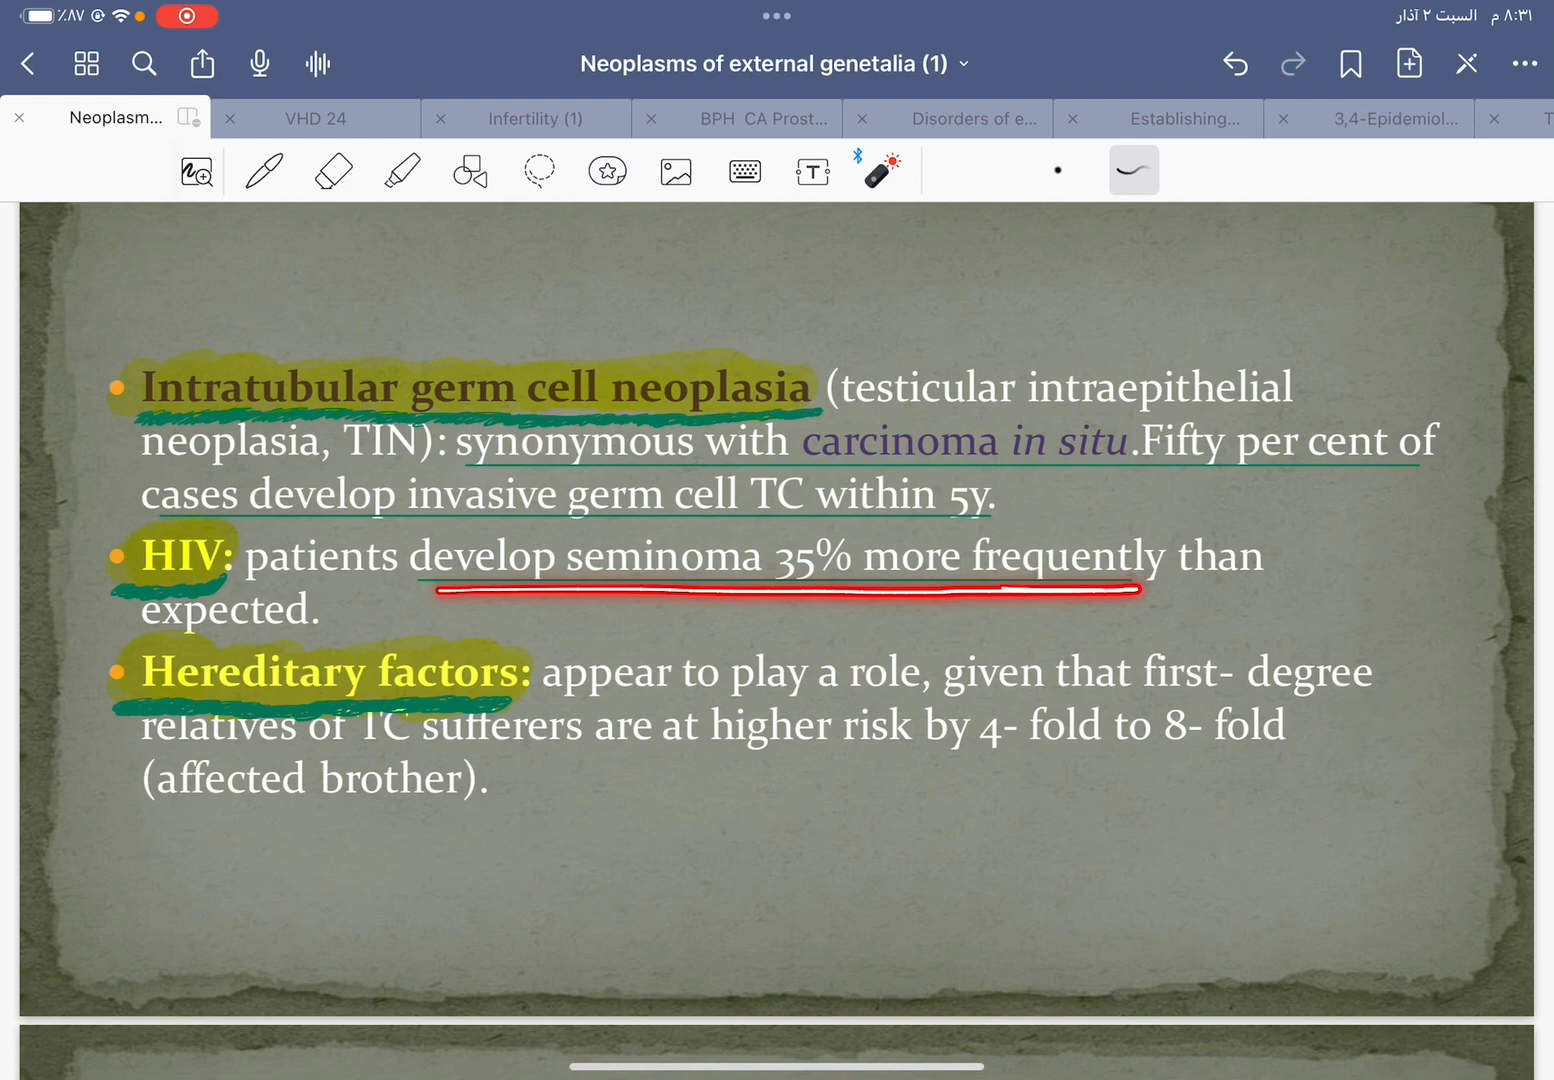 ٪٨٧
٨:٣١ م السبت ٢ آذار
Neoplasms of external genetalia (1)
Neoplasm...
VHD 24
Infertility (1)
BPH CA Prost...
Disorders of e...
Establishing...
3,4-Epidemiol...
T
T
• Intratubular germ cell neoplasia (testicular intraepithelial
neoplasia, TIN): synonymous with carcinoma in situ.Fifty per cent of
cases develop invasive germ cell TC within 5y.
• HIV: patients develop seminoma 35% more frequently than
expected.
• Hereditary factors: appear to play a role, given that first- degree
relatives of TC sufferers are at higher risk by 4- fold to 8- fold
(affected brother).